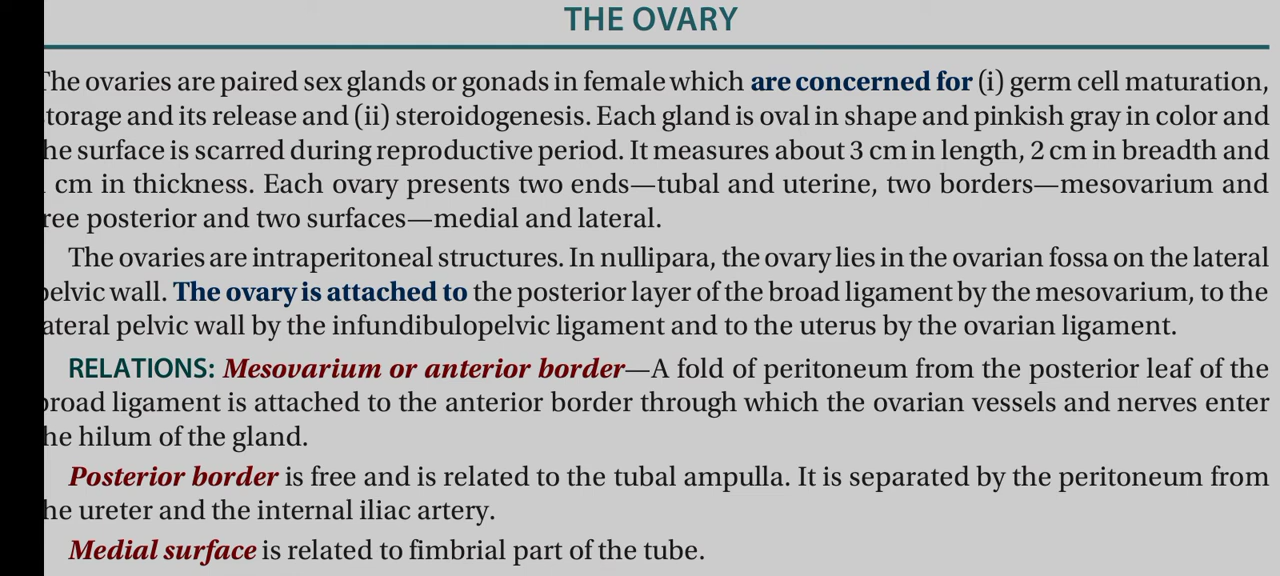 THE OVARY
The ovaries are paired sex glands or gonads in female which are concerned for (i) germ cell maturation,
torage and its release and (ii) steroidogenesis. Each gland is oval in shape and pinkish gray in color and
he surface is scarred during reproductive period. It measures about 3 cm in length, 2 cm in breadth and
cm in thickness. Each ovary presents two ends—tubal and uterine, two borders—mesovarium and
ree posterior and two surfaces—medial and lateral.
The ovaries are intraperitoneal structures. In nullipara, the ovary lies in the ovarian fossa on the lateral
pelvic wall. The ovary is attached to the posterior layer of the broad ligament by the mesovarium, to the
ateral pelvic wall by the infundibulopelvic ligament and to the uterus by the ovarian ligament.
RELATIONS: Mesovarium or anterior border—A fold of peritoneum from the posterior leaf of the
broad ligament is attached to the anterior border through which the ovarian vessels and nerves enter
he hilum of the gland.
Posterior border is free and is related to the tubal ampulla. It is separated by the peritoneum from
he ureter and the internal iliac artery.
Medial surface is related to fimbrial part of the tube.